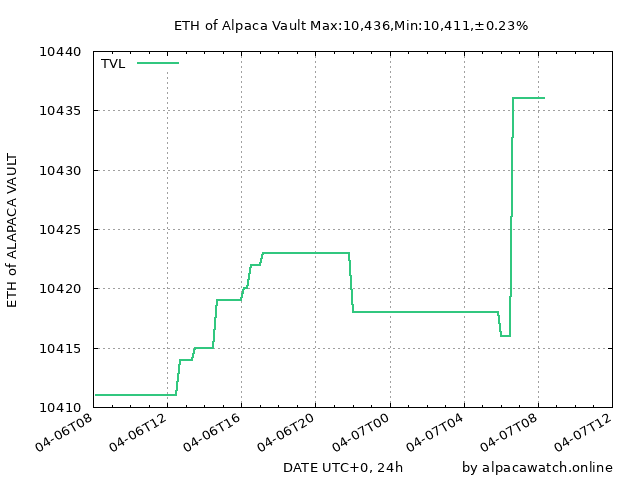 ETH of Alpaca Vault Max:10,436,Min:10,411,±0.23%
TVL
ETH of ALAPACA VAULT
10440
10435
10430
10425
10420
10415
10410
04-06T08
04-06T12
04-06T16
04-06T20
04-07T00
04-07T04
04-07T08
04-07T12
DATE UTC+0, 24h
by alpacawatch.online